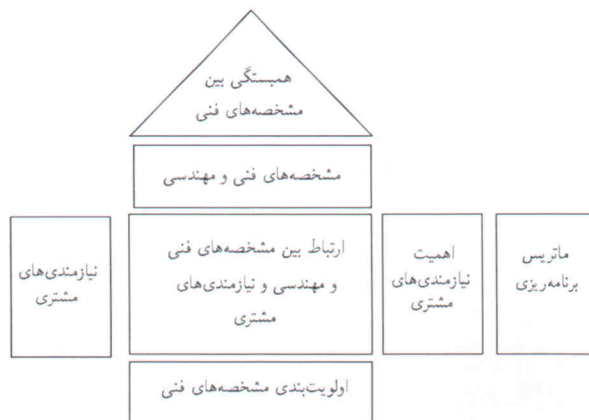 همبستگی بین
مشخصه‌های فنی
مشخصه‌های فنی و مهندسی
ماتریس
برنامه‌ریزی
اهمیت
نیازمندی‌های
مشتری
ارتباط بین مشخصه‌های فنی
و مهندسی و نیازمندی‌های
مشتری
نیازمندی‌های
مشتری
اولویت‌بندی مشخصه‌های فنی